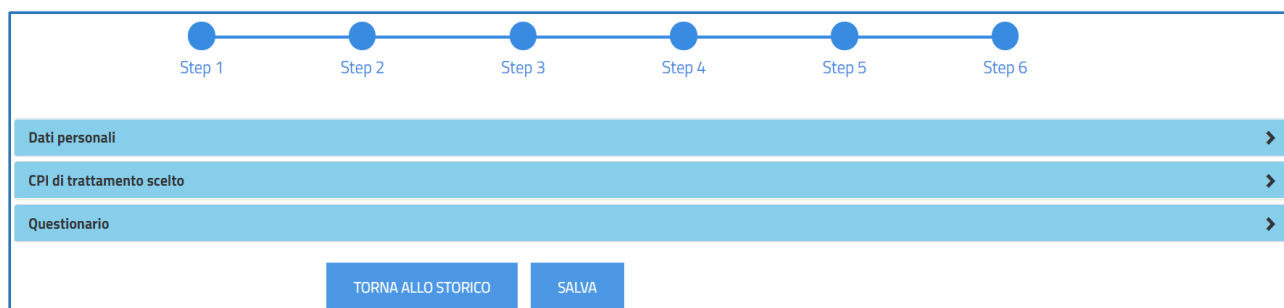 Step 1 Step 2 Step 3 Step 4 Step 5 Step 6
Dati personali
CPI di trattamento scelto
Questionario
TORNA ALLO STORICO SALVA